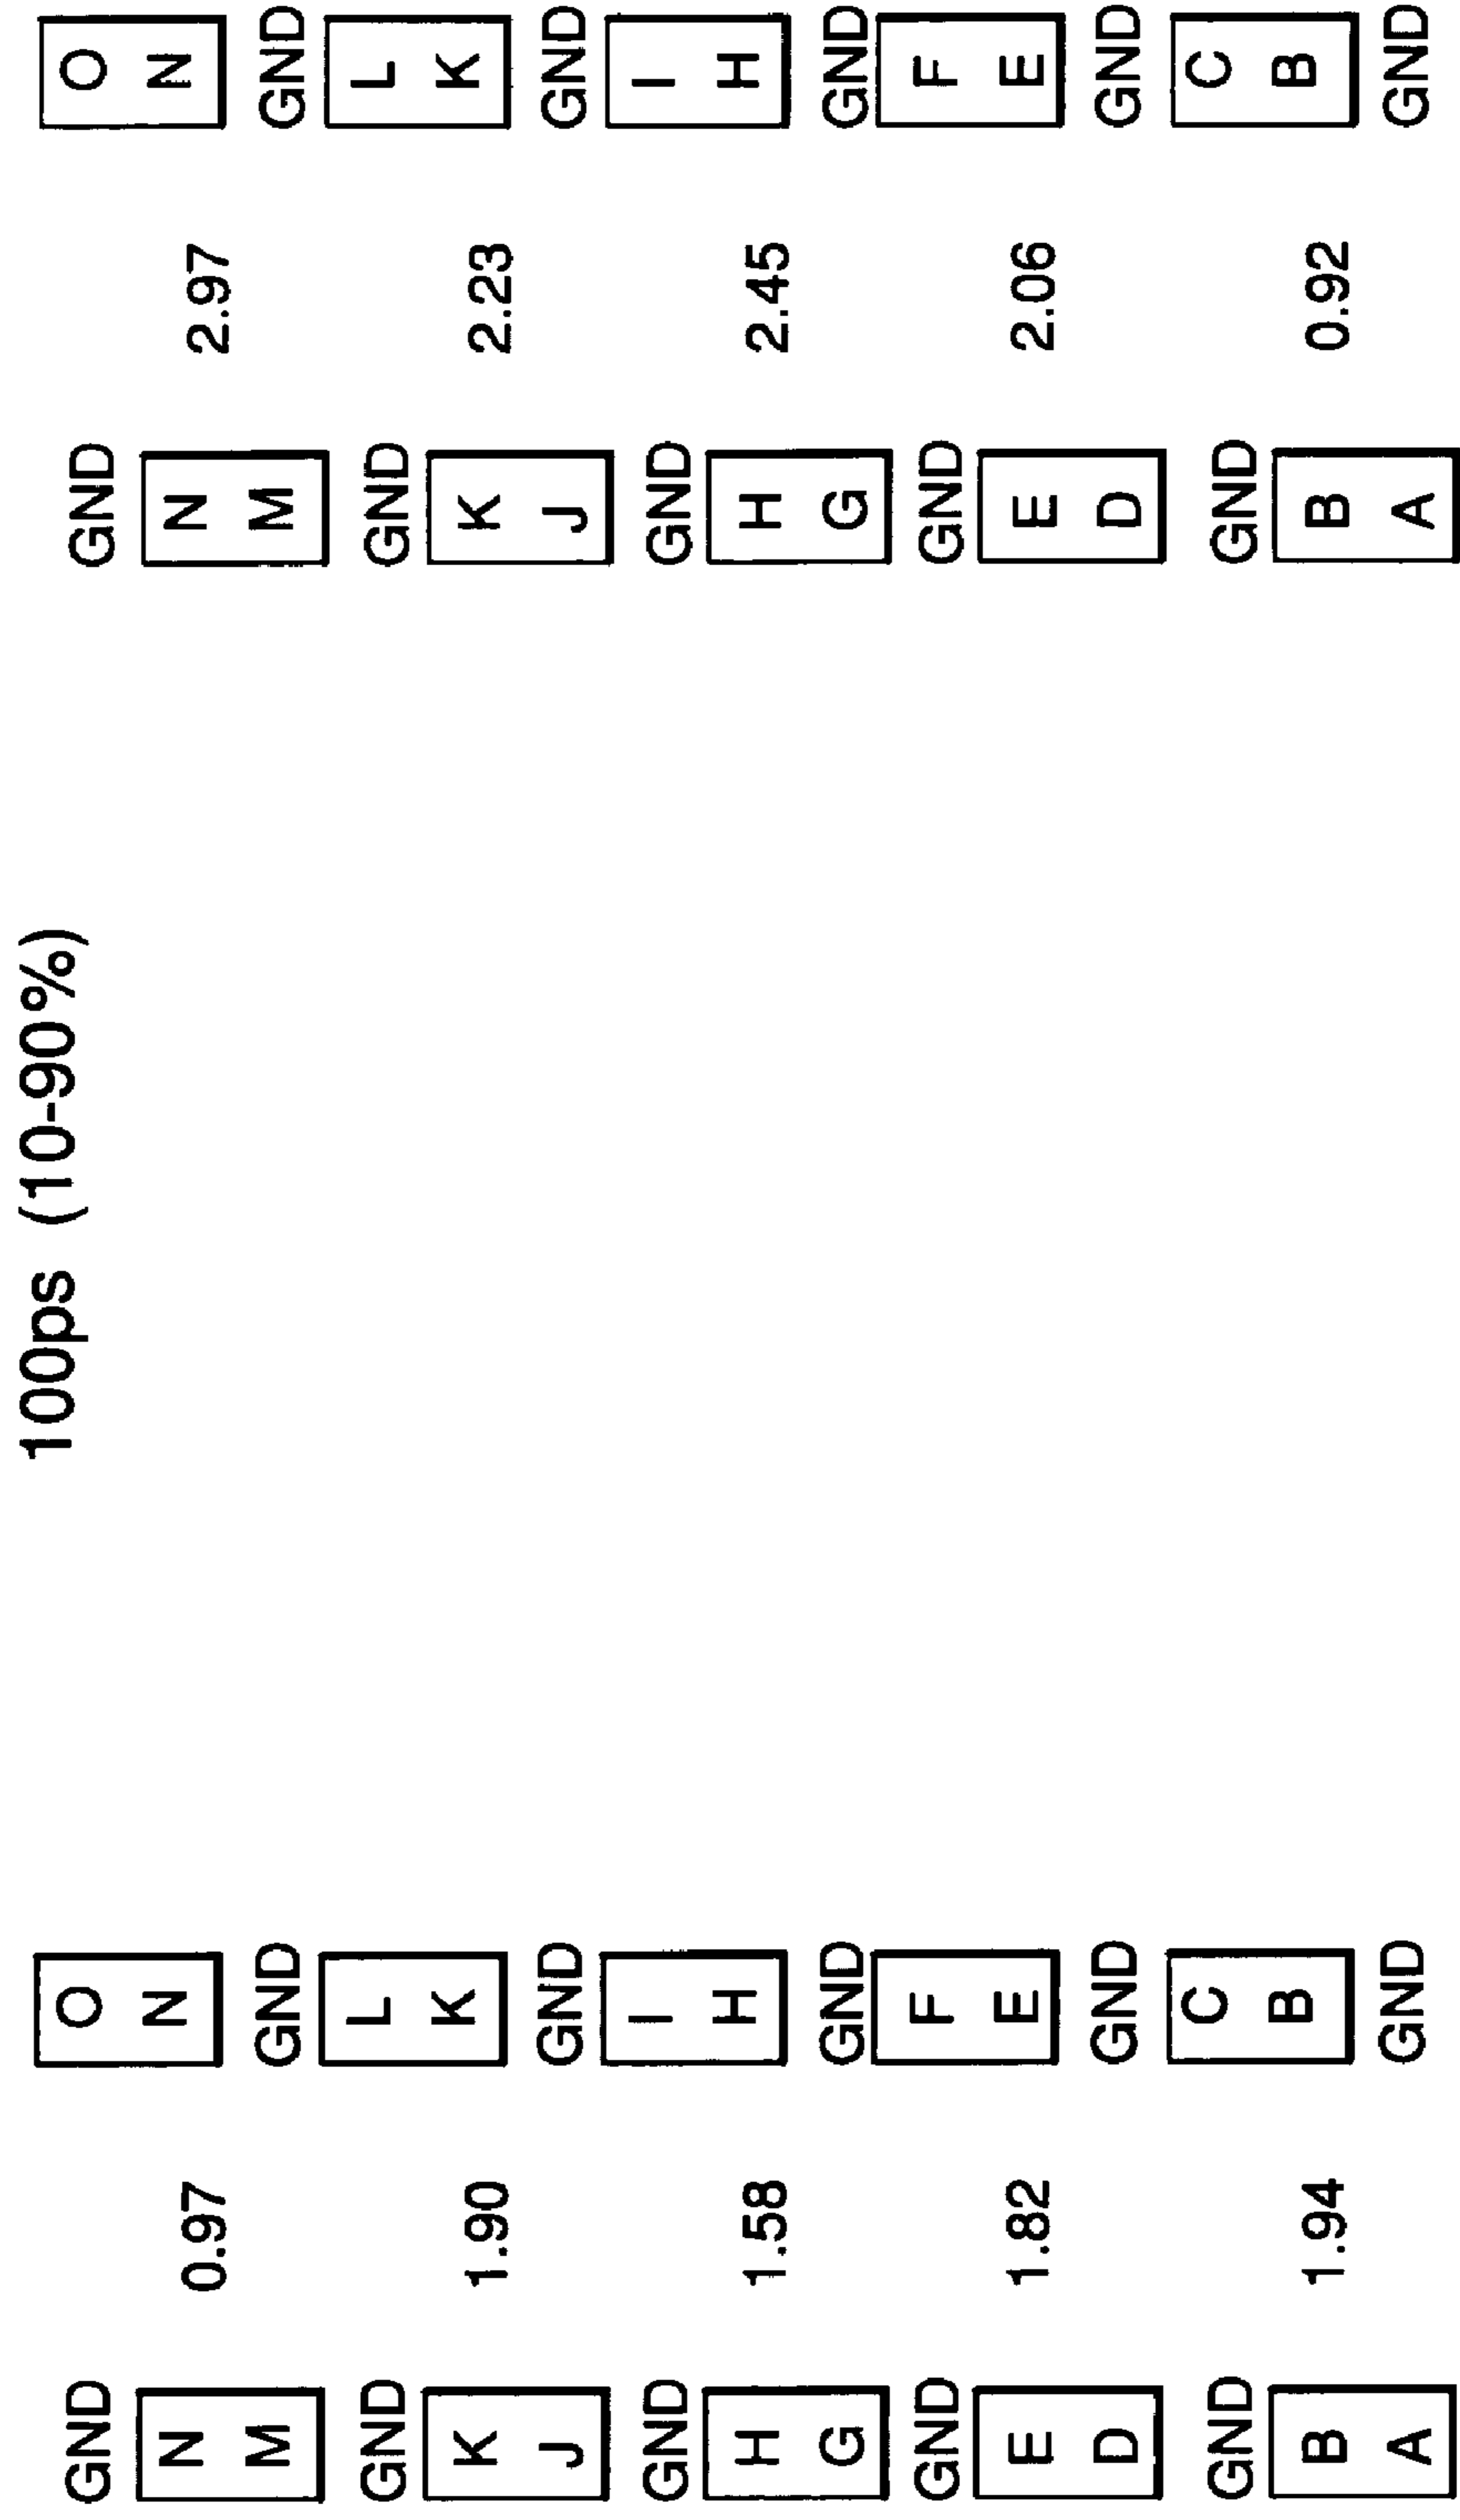 100ps (10-90%)
GND O GND O
N 0.97 N N 2.97 N
M GND M GND
GND L GND L
K 1.90 K K 2.23 K
J GND J GND
GND I GND I
H 1.58 H H 2.45 H
G GND G GND
GND F GND F
E 1.82 E E 2.06 E
D GND D GND
GND C GND C
B 1.94 B B 0.92 B
A GND A GND